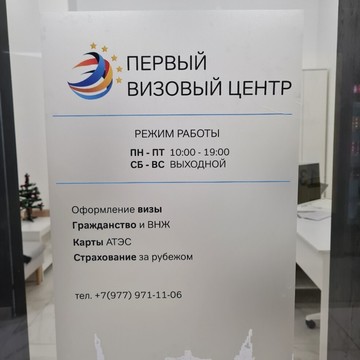 ПЕРВЫЙ
ВИЗОВЫЙ ЦЕНТР
РЕЖИМ РАБОТЫ
ПН - ПТ 10:00 - 19:00
СБ - ВС ВЫХОДНОЙ
Оформление визы
Гражданство и ВНЖ
Карты АТЭС
Страхование за рубежом
тел. +7(977) 971-11-06